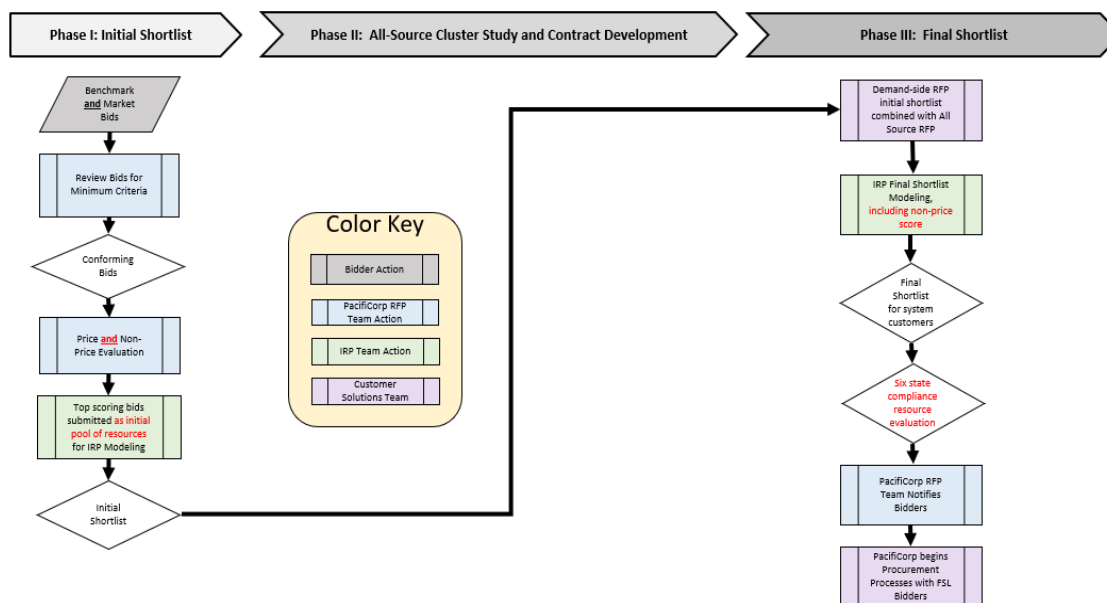 Phase I: Initial Shortlist
Phase II:  All-Source Cluster Study and Contract Development
Phase III:  Final Shortlist
Benchmark
and Market
Bids
Review Bids for
Minimum Criteria
Conforming
Bids
Price and Non-
Price Evaluation
Top scoring bids
submitted as initial
pool of resources
for IRP Modeling
Initial
Shortlist
Color Key
Bidder Action
PacifiCorp RFP
Team Action
IRP Team Action
Customer
Solutions Team
Demand-side RFP
initial shortlist
combined with All
Source RFP
IRP Final Shortlist
Modeling,
including non-price
score
Final
Shortlist
for system
customers
Six state
compliance
resource
evaluation
PacifiCorp RFP
Team Notifies
Bidders
PacifiCorp begins
Procurement
Processes with FSL
Bidders